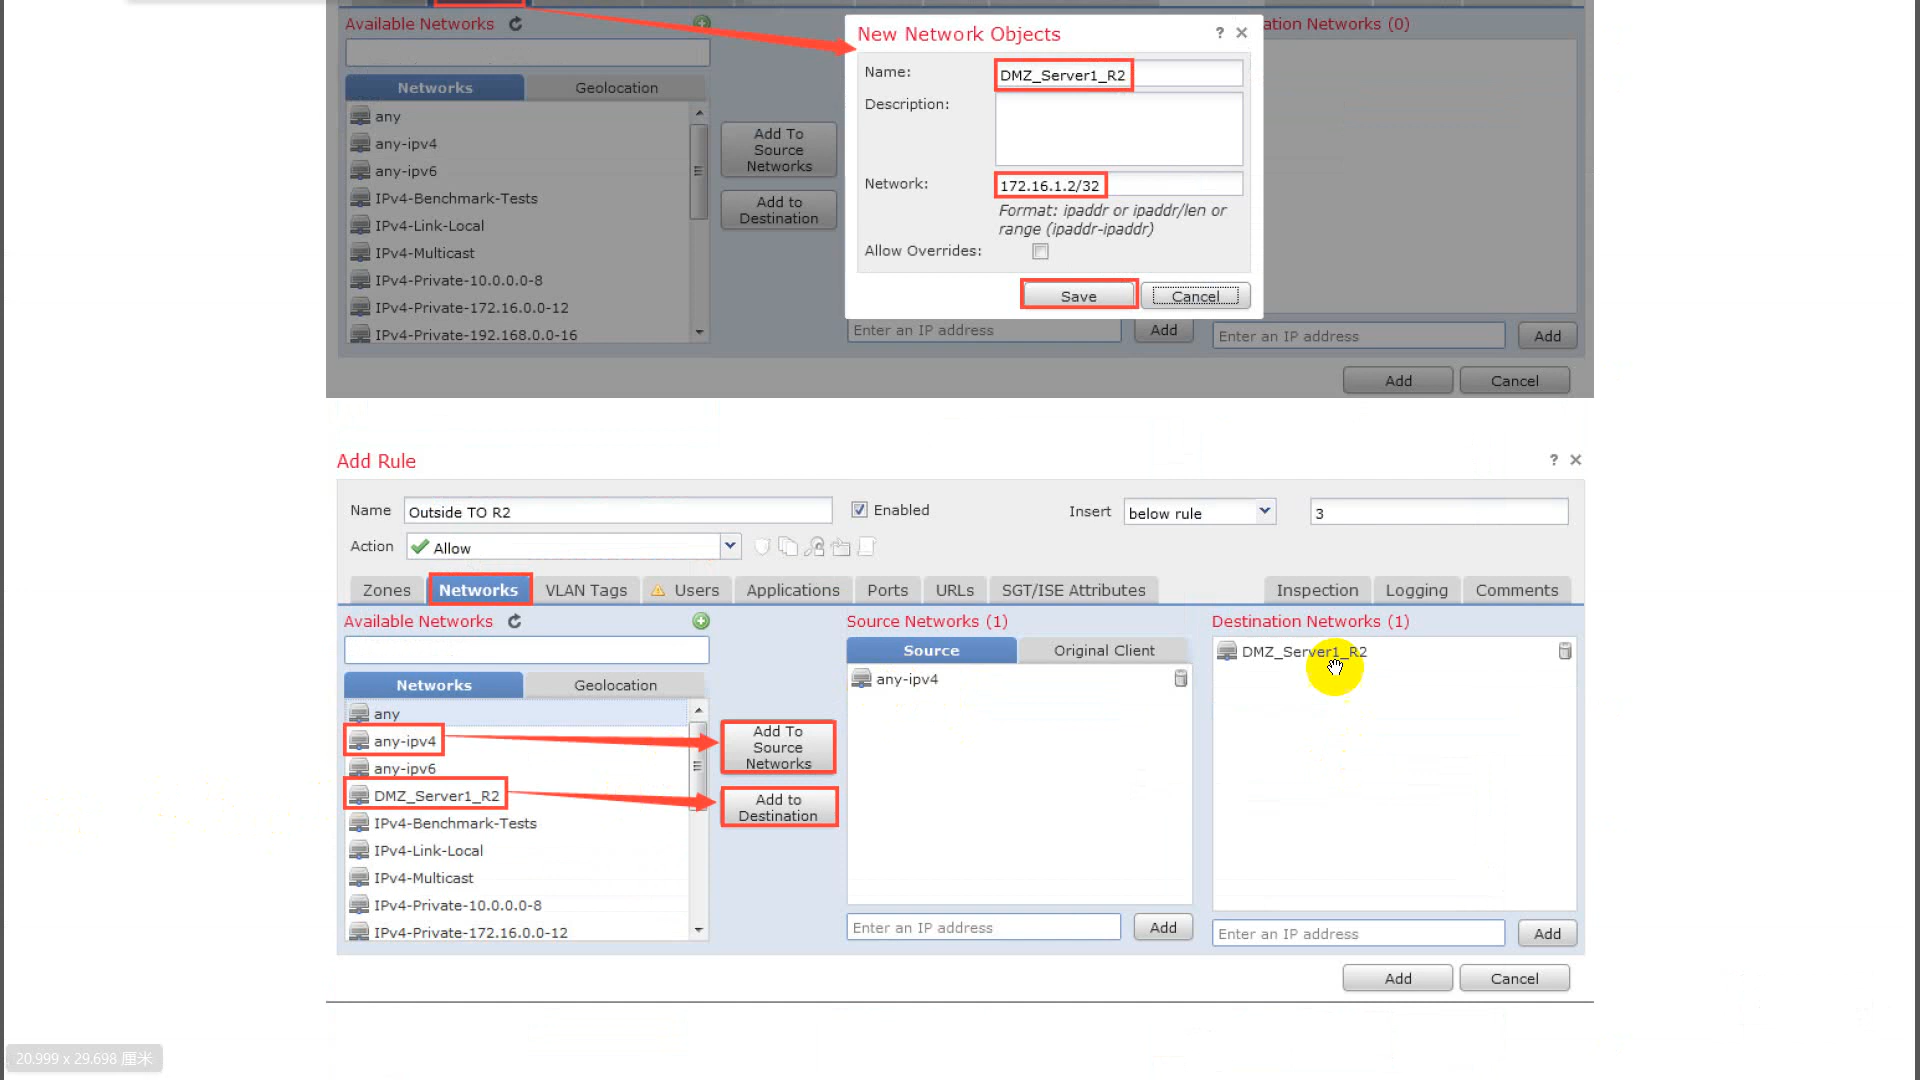 Available Networks
Networks
Geolocation
any
any-ipv4
any-ipv6
IPv4-Benchmark-Tests
IPv4-Link-Local
IPv4-Multicast
IPv4-Private-10.0.0.0-8
IPv4-Private-172.16.0.0-12
IPv4-Private-192.168.0.0-16
Add To
Source
Networks
Add to
Destination
New Network Objects
?
Name:
DMZ_Server1_R2
Description:
Network:
172.16.1.2/32
Format: ipaddr or ipaddr/len or
range (ipaddr-ipaddr)
Allow Overrides:
Save
Cancel
Enter an IP address
Add
Networks (0)
Enter an IP address
Add
Add
Cancel
Add Rule
?
Name
Outside TO R2
Enabled
Insert
below rule
3
Action
Allow
Zones
Networks
VLAN Tags
Users
Applications
Ports
URLs
SGT/ISE Attributes
Inspection
Logging
Comments
Available Networks
Networks
Geolocation
any
any-ipv4
any-ipv6
DMZ_Server1_R2
IPv4-Benchmark-Tests
IPv4-Link-Local
IPv4-Multicast
IPv4-Private-10.0.0.0-8
IPv4-Private-172.16.0.0-12
Add To
Source
Networks
Add to
Destination
Source Networks (1)
Source
Original Client
any-ipv4
Enter an IP address
Add
Destination Networks (1)
DMZ_Server1_R2
Enter an IP address
Add
Add
Cancel
20.999 x 29.698 厘米